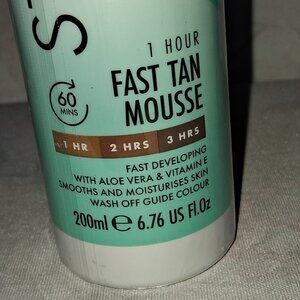 S
1 HOUR
FAST TAN
MOUSSE
60
MINS
1 HR 2 HRS 3 HRS
FAST DEVELOPING
WITH ALOE VERA & VITAMIN E
SMOOTHS AND MOISTURISES SKIN
WASH OFF GUIDE COLOUR
200ml ℮ 6.76 US Fl.Oz